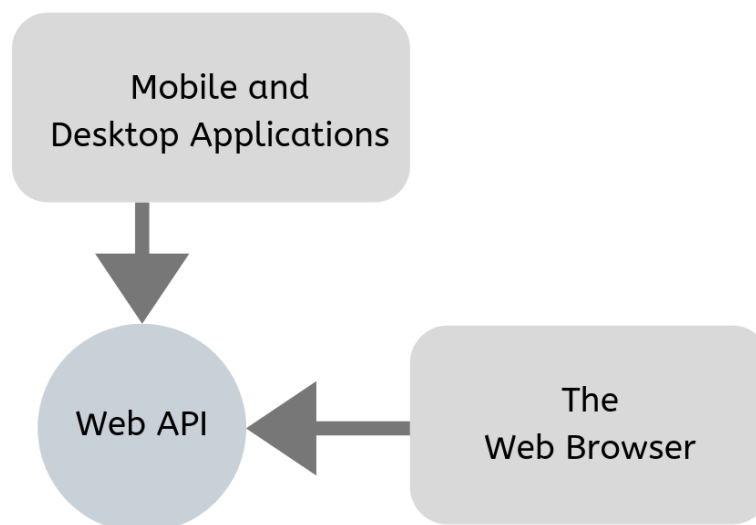 Mobile and
Desktop Applications
Web API
The
Web Browser